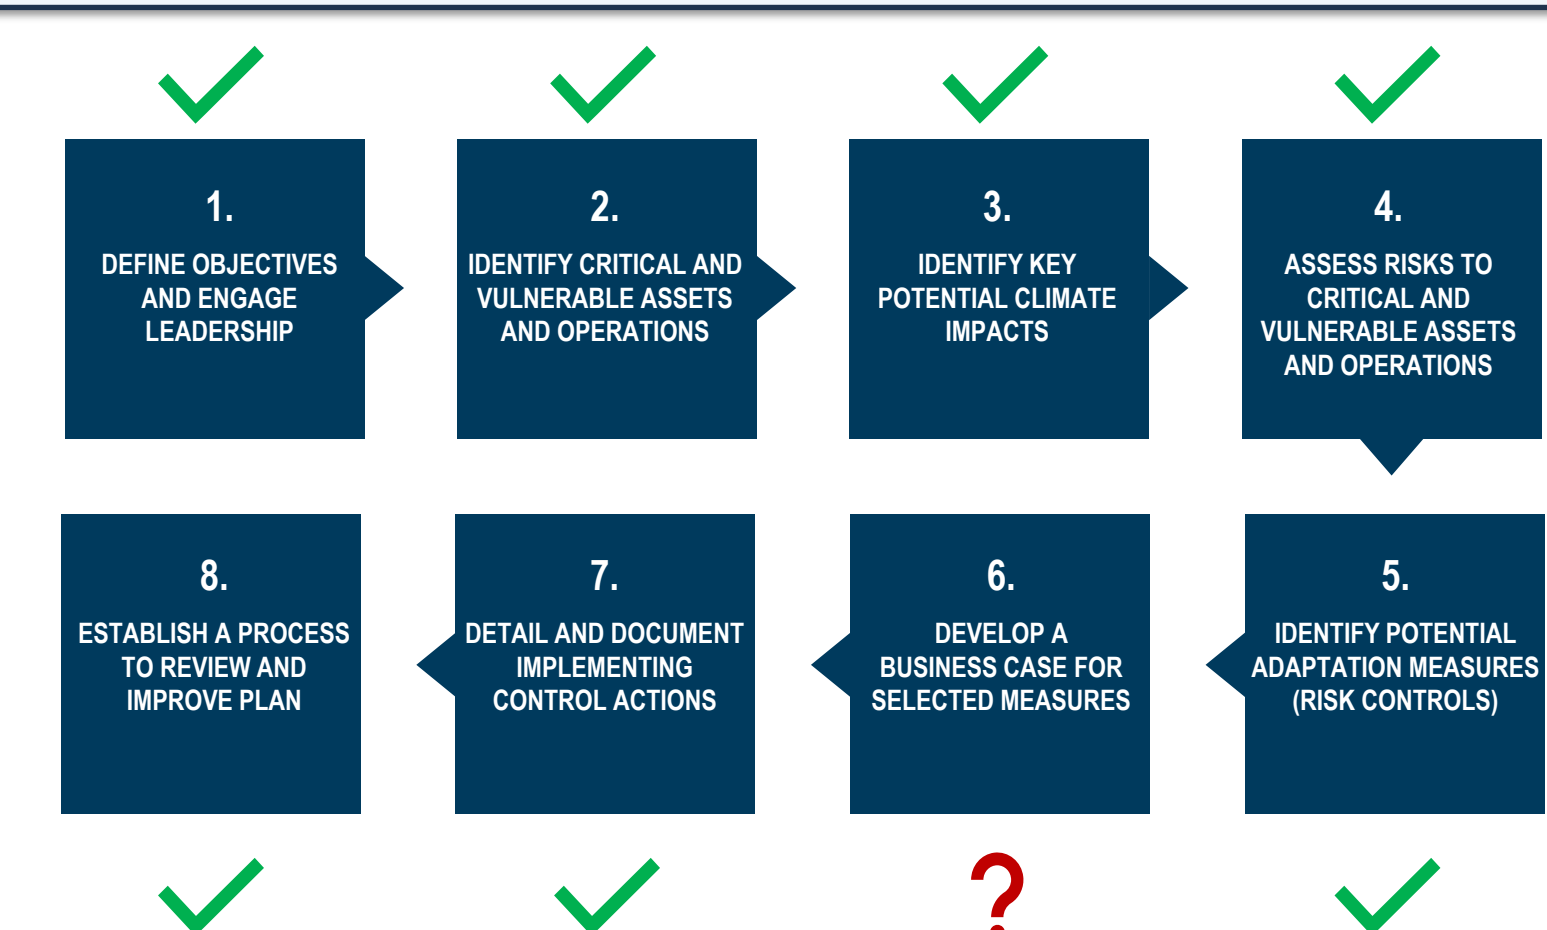 1.
DEFINE OBJECTIVES
AND ENGAGE
LEADERSHIP
2.
IDENTIFY CRITICAL AND
VULNERABLE ASSETS
AND OPERATIONS
3.
IDENTIFY KEY
POTENTIAL CLIMATE
IMPACTS
4.
ASSESS RISKS TO
CRITICAL AND
VULNERABLE ASSETS
AND OPERATIONS
5.
IDENTIFY POTENTIAL
ADAPTATION MEASURES
(RISK CONTROLS)
6.
DEVELOP A
BUSINESS CASE FOR
SELECTED MEASURES
7.
DETAIL AND DOCUMENT
IMPLEMENTING
CONTROL ACTIONS
8.
ESTABLISH A PROCESS
TO REVIEW AND
IMPROVE PLAN
?